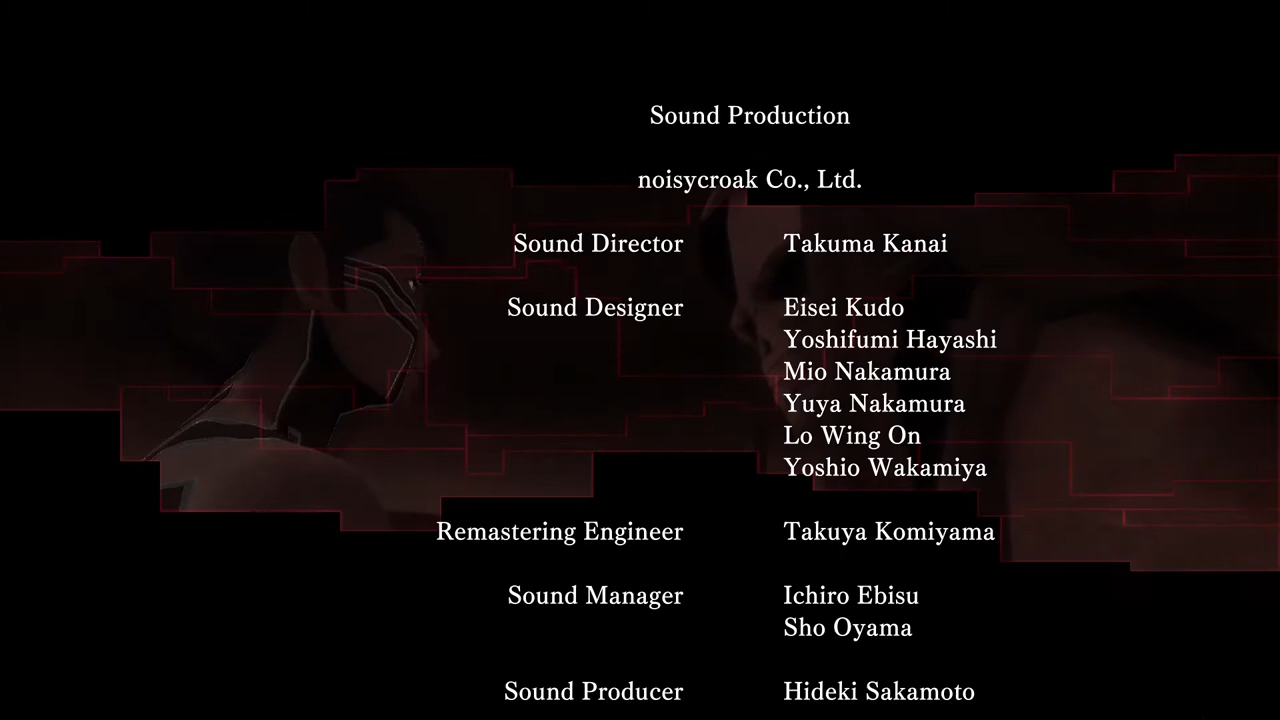 Sound Production
noisycroak Co., Ltd.
Sound Director Takuma Kanai
Sound Designer Eisei Kudo
Yoshifumi Hayashi
Mio Nakamura
Yuya Nakamura
Lo Wing On
Yoshio Wakamiya
Remastering Engineer Takuya Komiyama
Sound Manager Ichiro Ebisu
Sho Oyama
Sound Producer Hideki Sakamoto